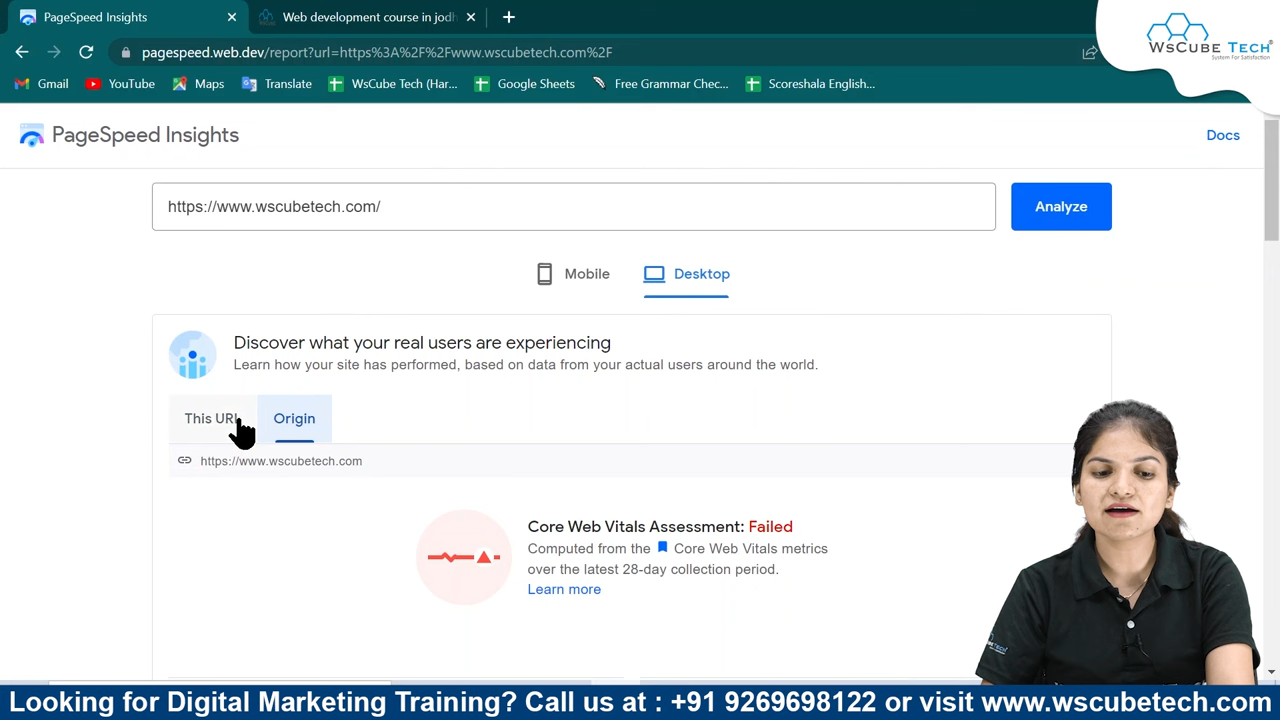 PageSpeed Insights
Web development course in jodh
WsCube Tech
System For Satisfaction
pagespeed.web.dev/report?url=https%3A%2F%2Fwww.wscubetech.com%2F
Gmail YouTube Maps Translate WsCube Tech (Har... Google Sheets Free Grammar Chec... Scoreshala English...
PageSpeed Insights
Docs
https://www.wscubetech.com/
Analyze
Mobile Desktop
Discover what your real users are experiencing
Learn how your site has performed, based on data from your actual users around the world.
This URL Origin
https://www.wscubetech.com
Core Web Vitals Assessment: Failed
Computed from the Core Web Vitals metrics
over the latest 28-day collection period.
Learn more
Looking for Digital Marketing Training? Call us at : +91 9269698122 or visit www.wscubetech.com